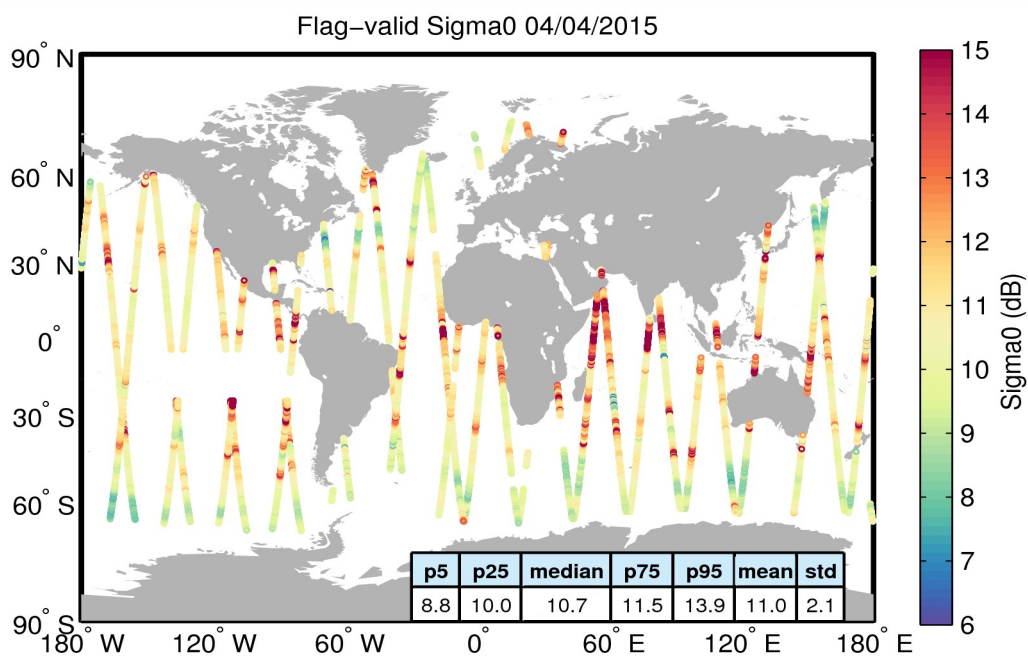 Flag-valid Sigma0 04/04/2015
90° N
60° N
30° N
0°
30° S
60° S
90° S
180° W
120° W
60° W
0°
60° E
120° E
180° E
p5 p25 median p75 p95 mean std
8.8 10.0 10.7 11.5 13.9 11.0 2.1
15
14
13
12
11
10
9
8
7
6
Sigma0 (dB)